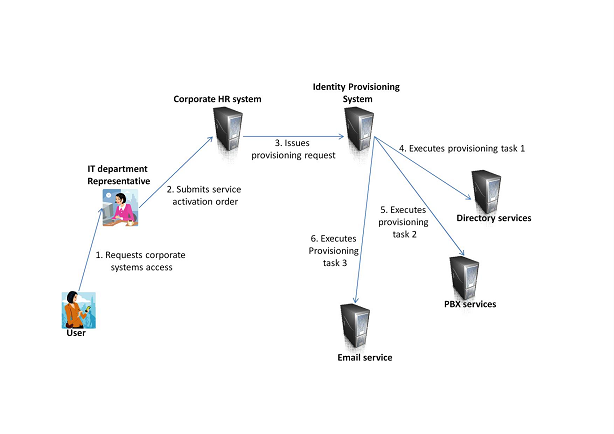 Identity Provisioning
System
Corporate HR system
3. Issues
provisioning request
4. Executes provisioning task 1
IT department
Representative
2. Submits service
activation order
Directory services
5. Executes
provisioning
task 2
6. Executes
Provisioning
task 3
1. Requests corporate
systems access
PBX services
User
Email service